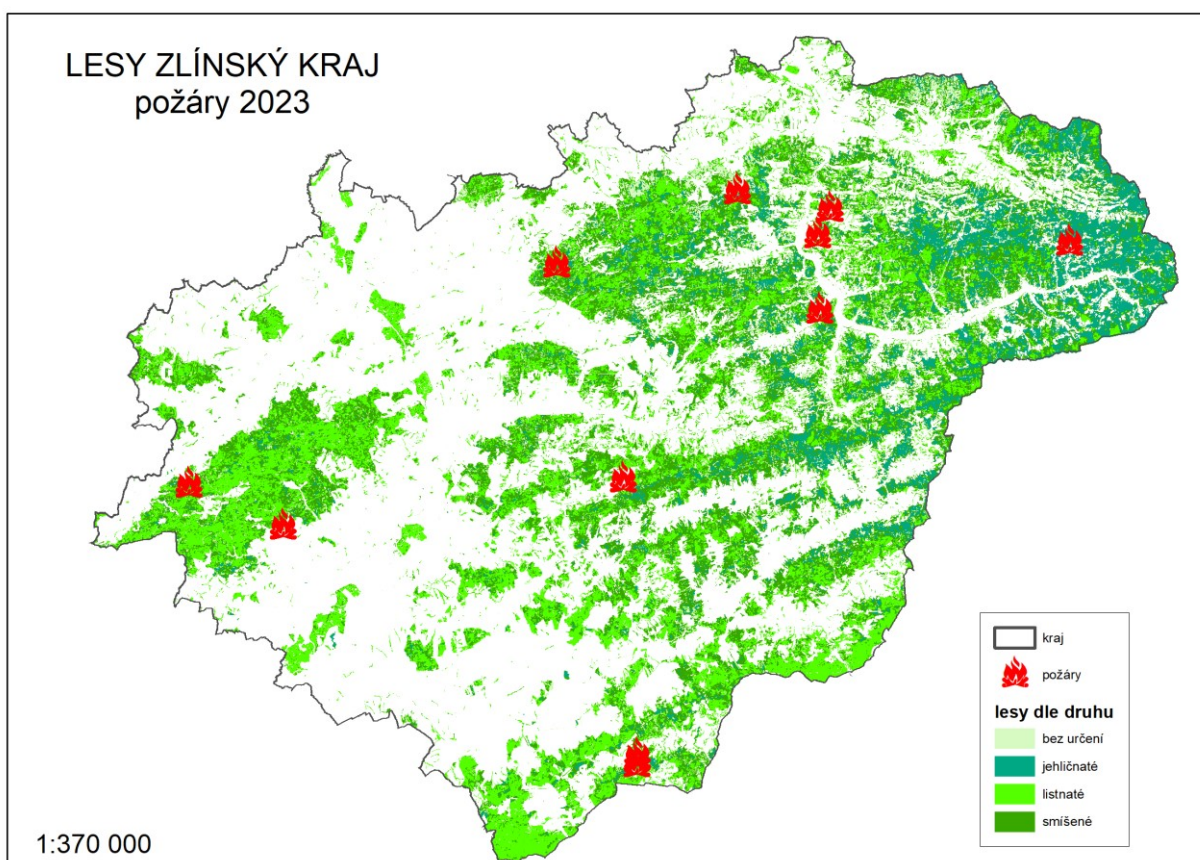 LESY ZLÍNSKÝ KRAJ
požáry 2023
kraj
požáry
lesy dle druhu
bez určení
jehličnaté
listnaté
smíšené
1:370 000